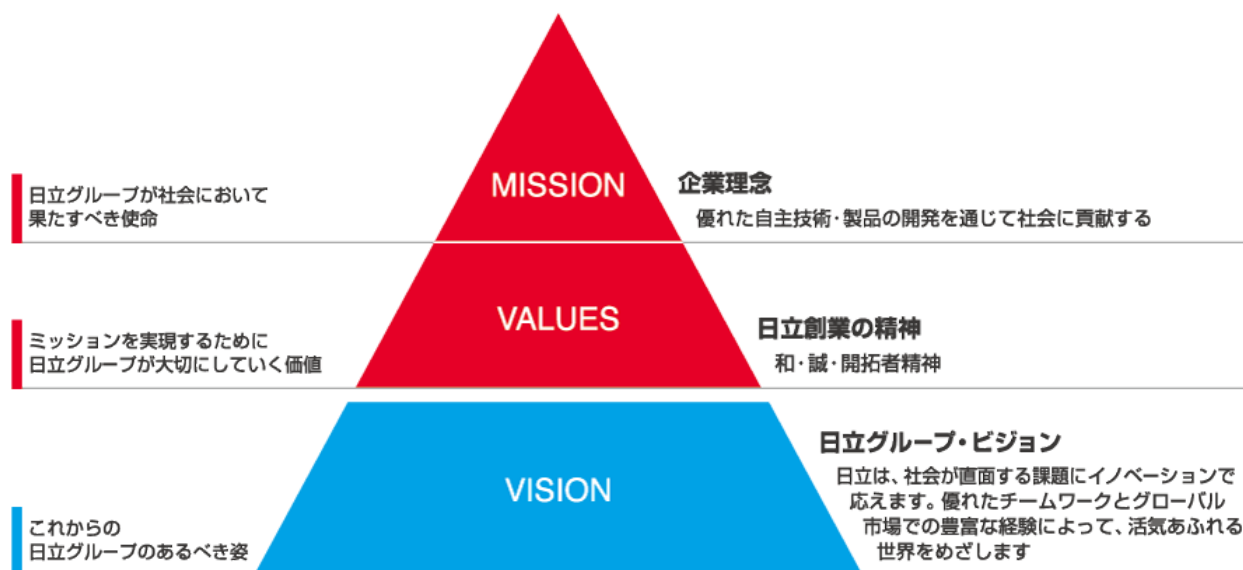 日立グループが社会において
果たすべき使命
MISSION
企業理念
優れた自主技術・製品の開発を通じて社会に貢献する
ミッションを実現するために
日立グループが大切にしていく価値
VALUES
日立創業の精神
和・誠・開拓者精神
これからの
日立グループのあるべき姿
VISION
日立グループ・ビジョン
日立は、社会が直面する課題にイノベーションで
応えます。優れたチームワークとグローバル
市場での豊富な経験によって、活気あふれる
世界をめざします